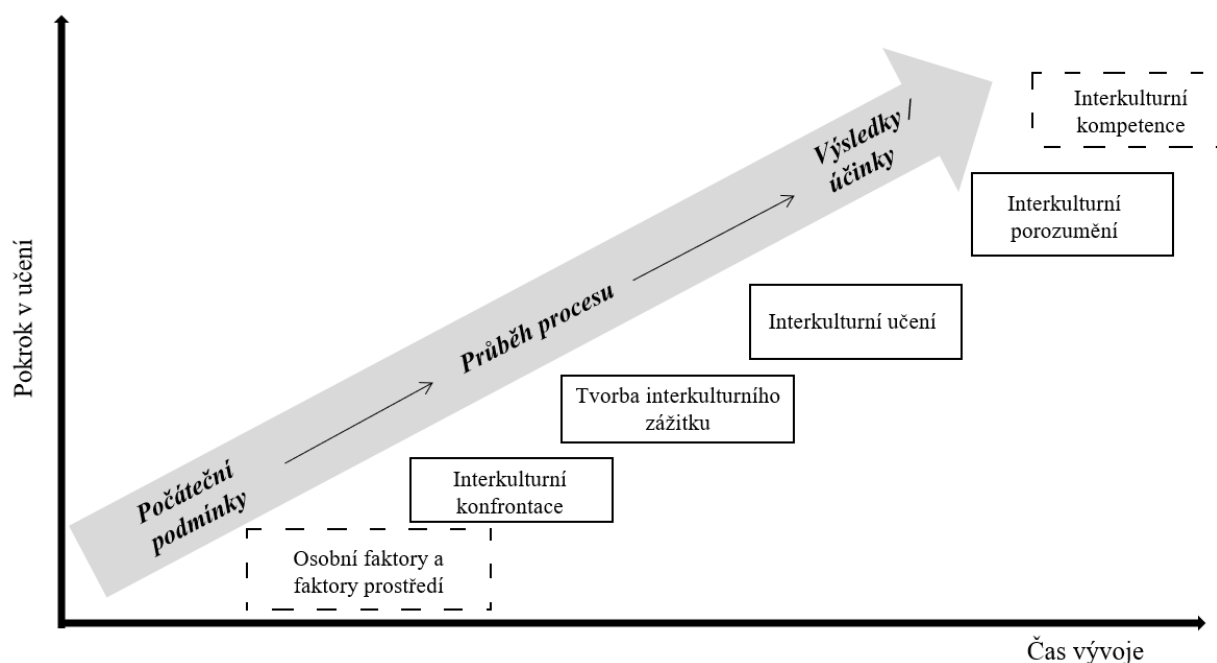 Interkulturní
kompetence
Výsledky /
účinky
Interkulturní
porozumění
Pokrok v učení
Průběh procesu
Interkulturní učení
Tvorba interkulturního
zážitku
Počáteční
podmínky
Interkulturní
konfrontace
Osobní faktory a
faktory prostředí
Čas vývoje